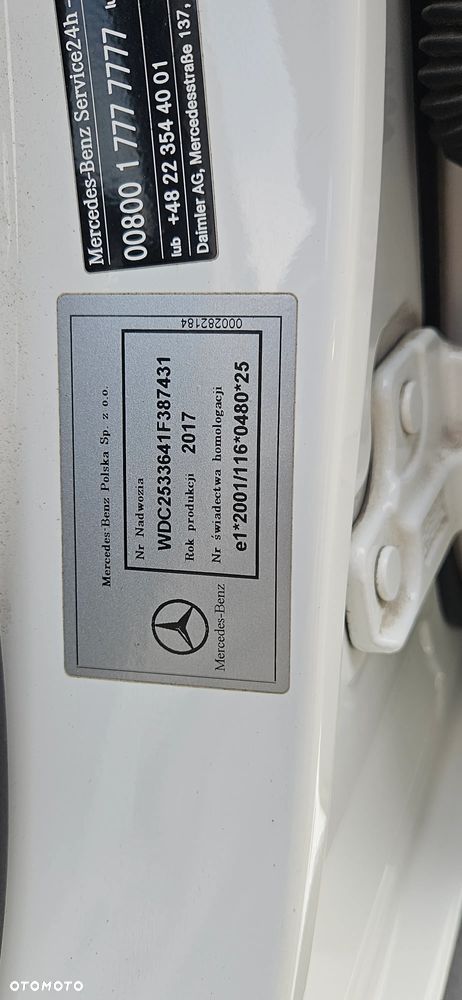 Mercedes-Benz Service24h -
00800 1 777 7777
lub +48 22 354 40 01
Daimler AG, Mercedesstraße 137,
Mercedes-Benz Polska Sp. z o.o.
Nr Nadwozia
WDC2533641F387431
Rok produkcji 2017
Nr świadectwa homologacji
e1*2001/116*0480*25
000282184
Mercedes-Benz
OTOMOTO